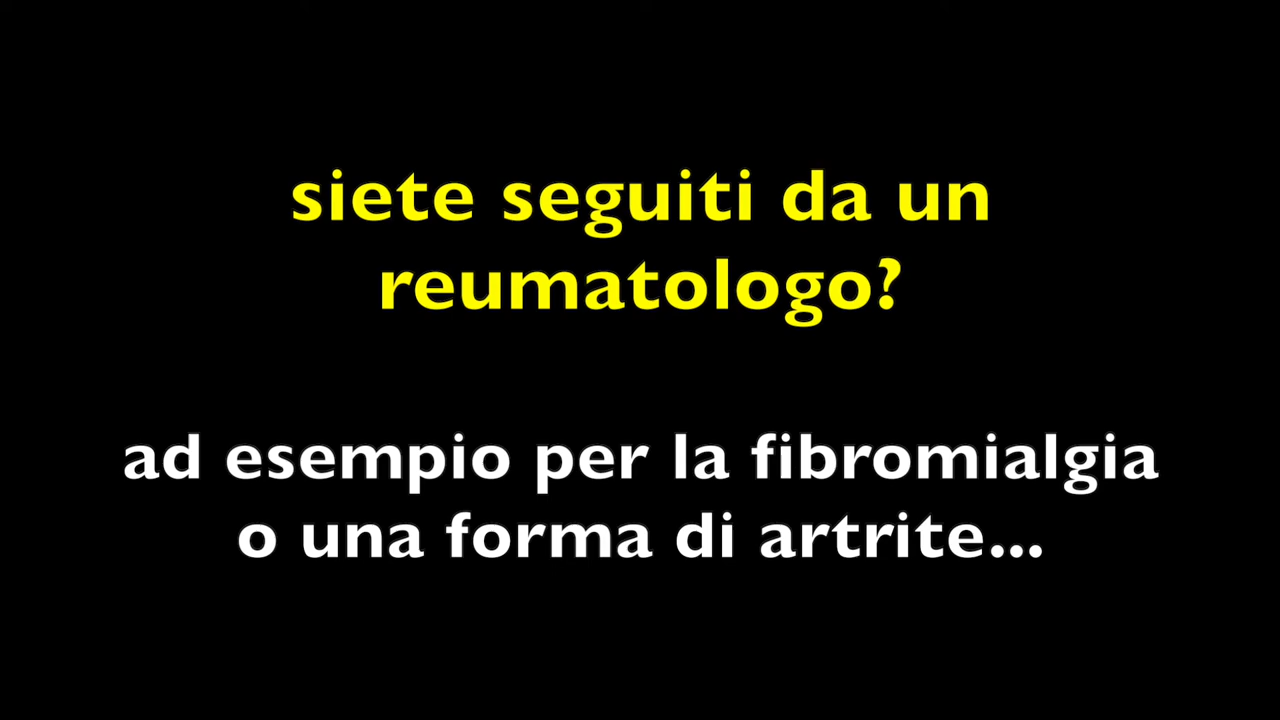 siete seguiti da un
reumatologo?
ad esempio per la fibromialgia
o una forma di artrite...